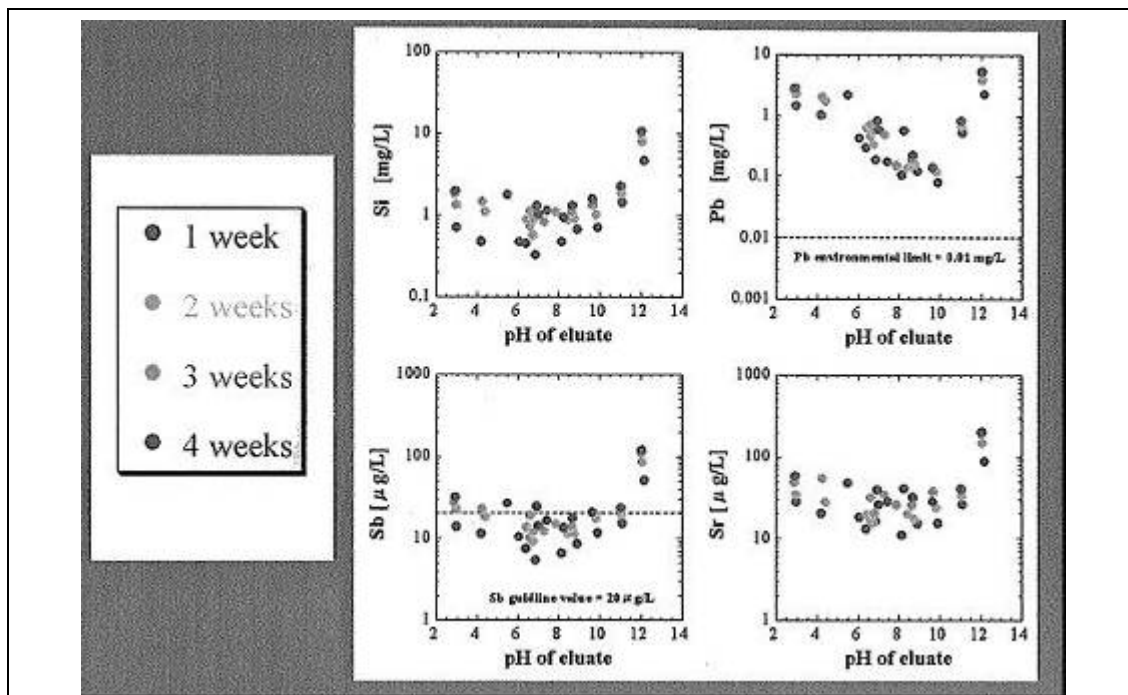 1 week
2 weeks
3 weeks
4 weeks
100
10
1
0.1
Si [mg/L]
2 4 6 8 10 12 14
pH of eluate
10
1
0.1
0.01
0.001
Pb [mg/L]
Pb environmental limit = 0.01 mg/L
2 4 6 8 10 12 14
pH of eluate
1000
100
10
1
Sb [μg/L]
Sb guidline value = 20μg/L
2 4 6 8 10 12 14
pH of eluate
1000
100
10
1
Sr [μg/L]
2 4 6 8 10 12 14
pH of eluate